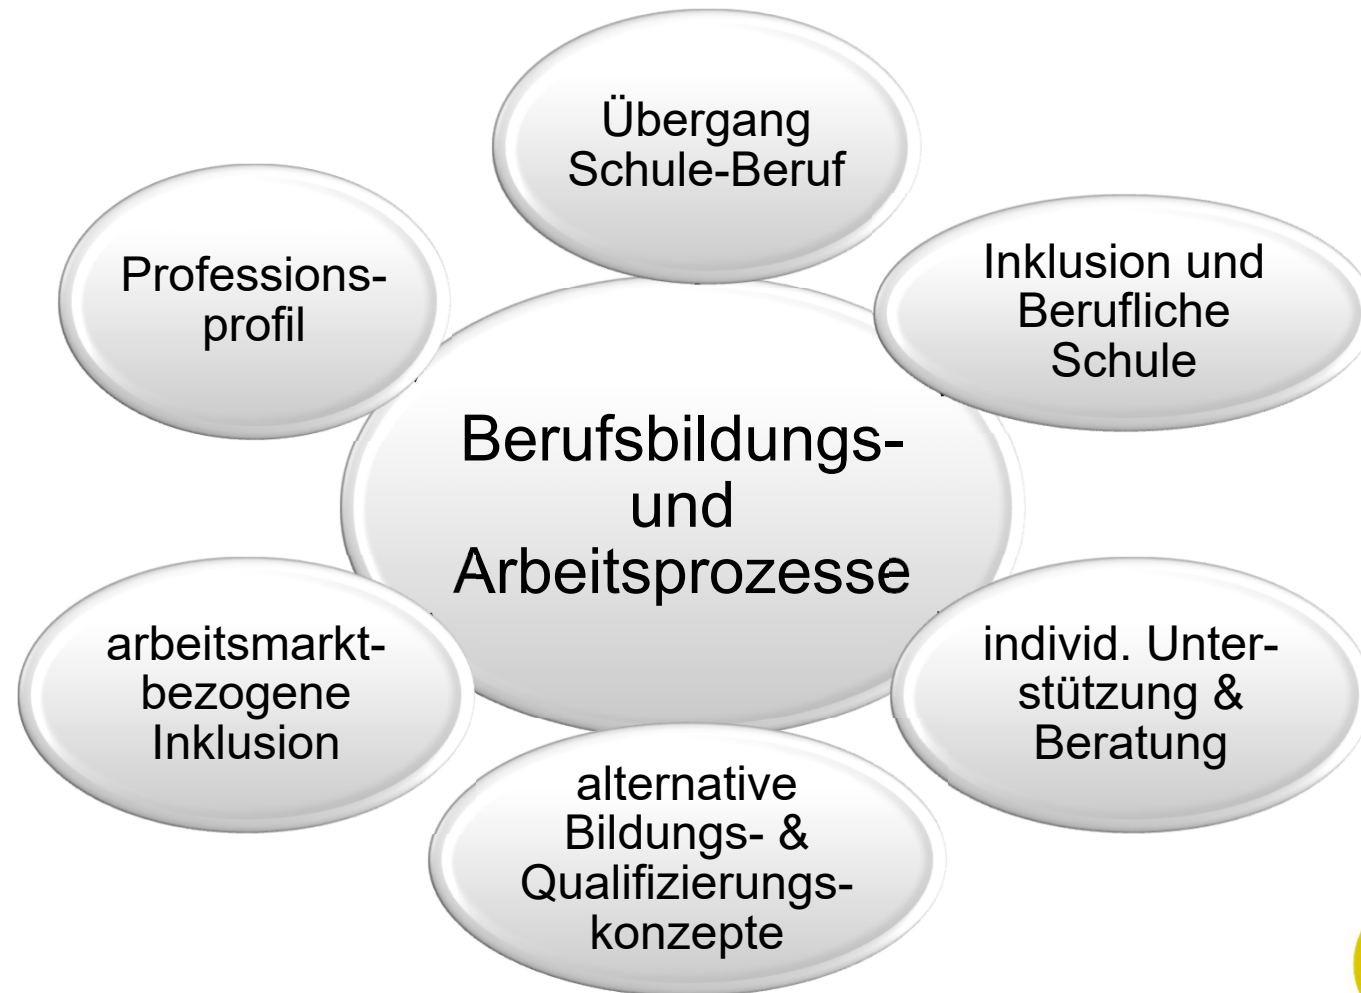 Übergang
Schule-Beruf
Professions-
profil
Inklusion und
Berufliche
Schule
Berufsbildungs-
und
Arbeitsprozesse
arbeitsmarkt-
bezogene
Inklusion
individ. Unter-
stützung &
Beratung
alternative
Bildungs- &
Qualifizierungs-
konzepte